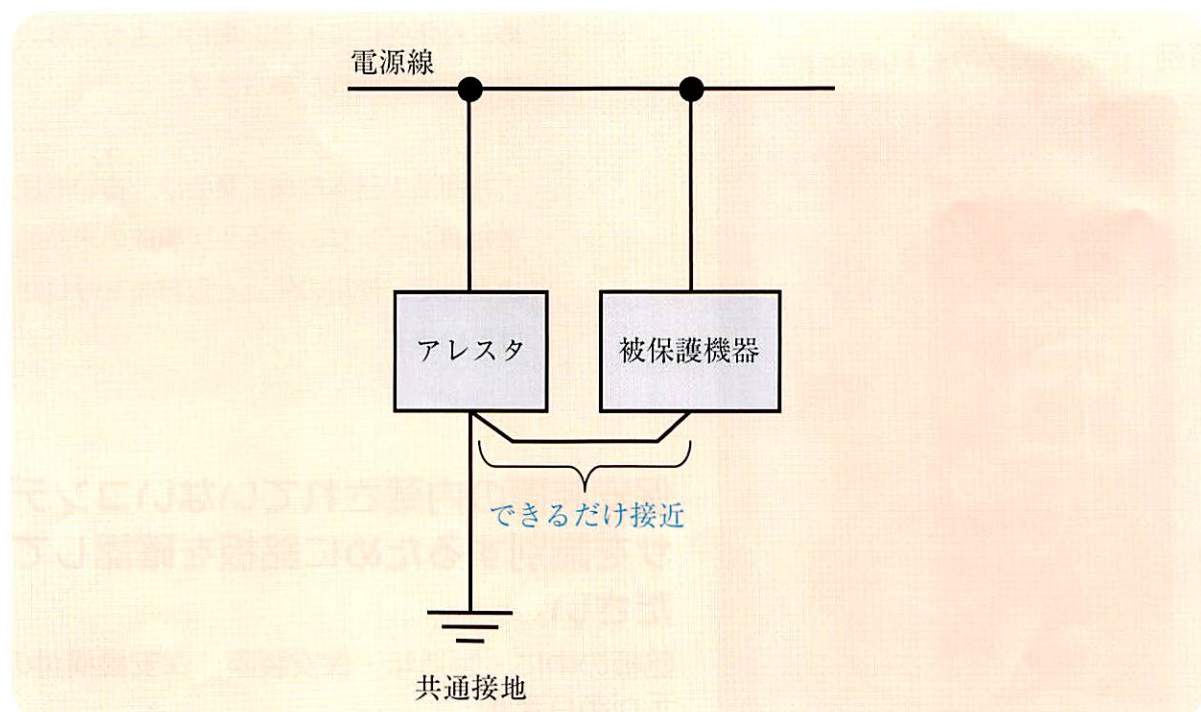 電源線
アレスタ
被保護機器
できるだけ接近
共通接地